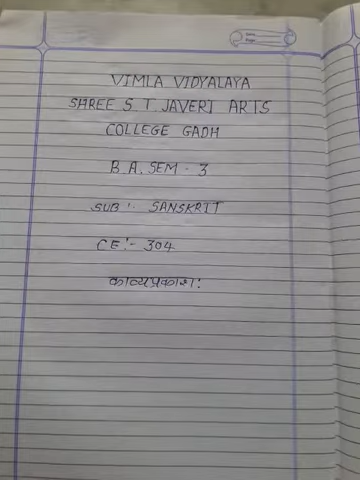 VIMLA VIDYALAYA
SHREE S. T. JAVERI ARTS
COLLEGE GADH
B A. SEM - 3
SUB :- SANSKRIT
CE :- 304
काव्यप्रकाश: